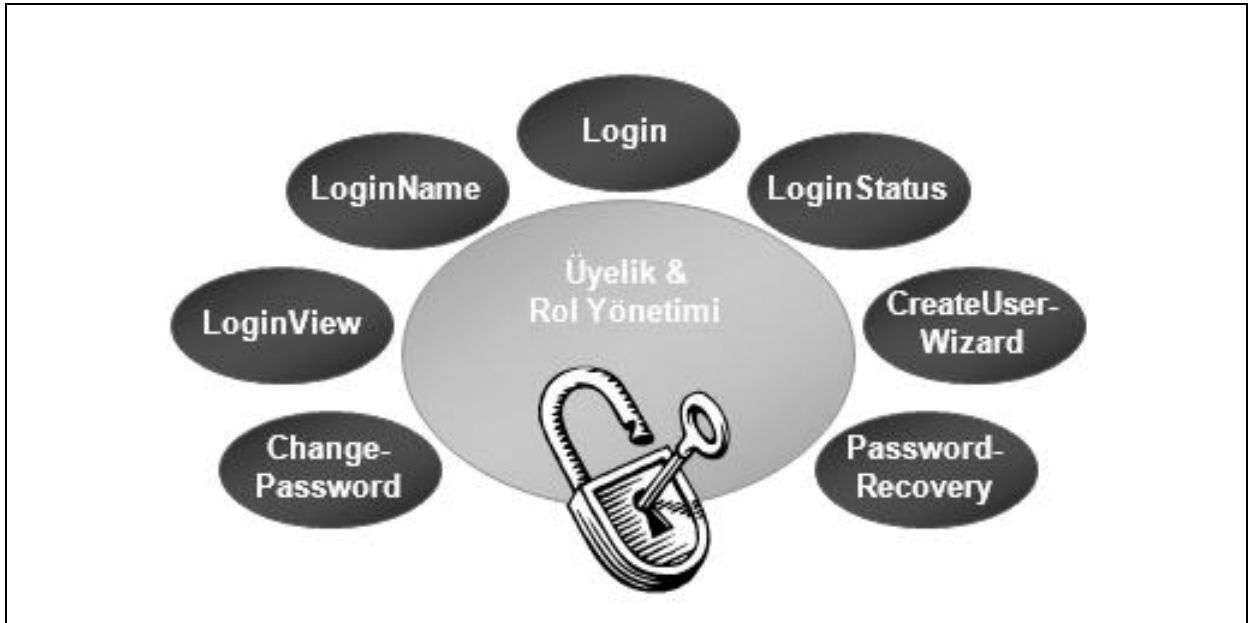 Login
LoginName
LoginStatus
Üyelik &
Rol Yönetimi
LoginView
CreateUser-
Wizard
Change-
Password
Password-
Recovery